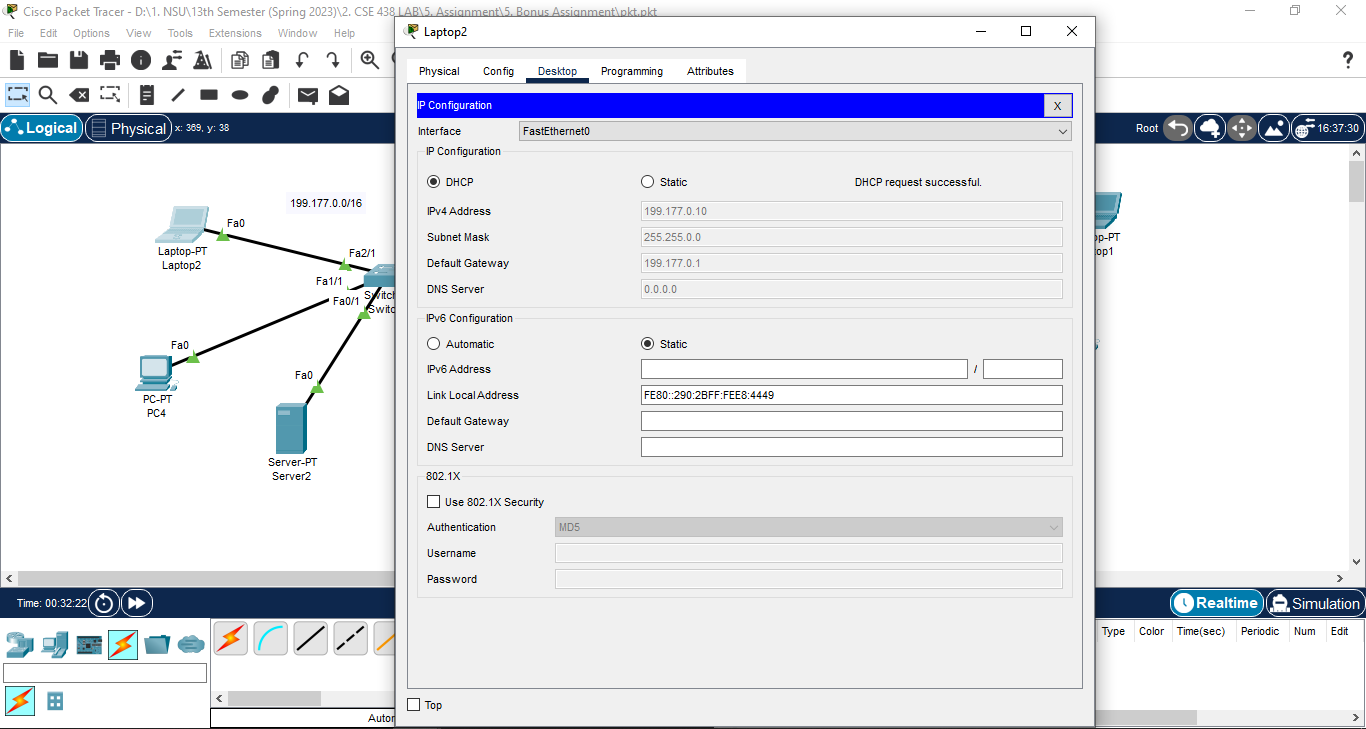 Cisco Packet Tracer - D:\1. NSU\13th Semester (Spring 2023)\2. CSE 438 LAB\5. Assignment\5. Bonus Assignment\pkt.pkt
File Edit Options View Tools Extensions Window Help
Logical Physical x: 369, y: 38
Root 16:37:30
199.177.0.0/16
Fa0
Laptop-PT
Laptop2
Fa2/1
Fa1/1
Fa0/1
Switch
Switc
Fa0
PC-PT
PC4
Fa0
Server-PT
Server2
op-PT
op1
Laptop2
Physical Config Desktop Programming Attributes
IP Configuration X
Interface FastEthernet0
IP Configuration
DHCP Static DHCP request successful.
IPv4 Address 199.177.0.10
Subnet Mask 255.255.0.0
Default Gateway 199.177.0.1
DNS Server 0.0.0.0
IPv6 Configuration
Automatic Static
IPv6 Address /
Link Local Address FE80::290:2BFF:FEE8:4449
Default Gateway
DNS Server
802.1X
Use 802.1X Security
Authentication MD5
Username
Password
Top
Time: 00:32:22
Realtime Simulation
Type Color Time(sec) Periodic Num Edit
Autor